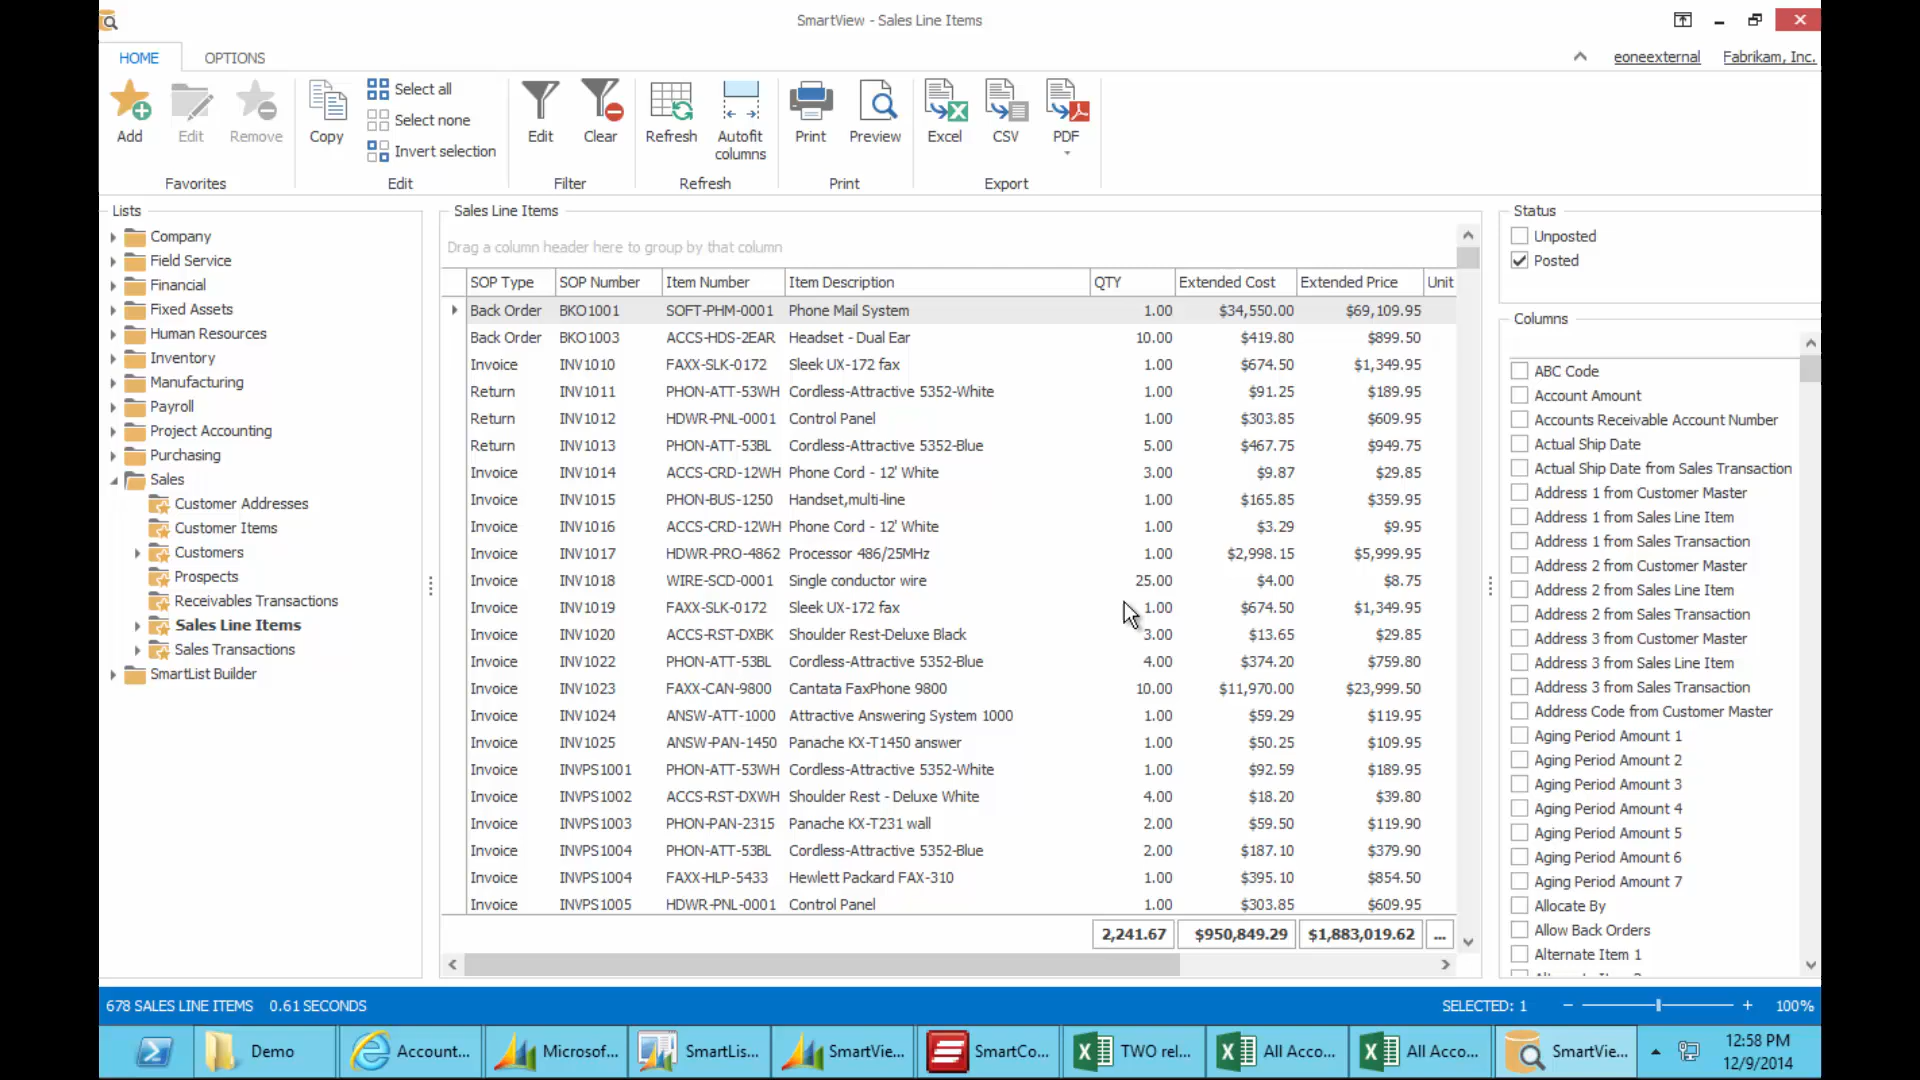 SmartView - Sales Line Items
HOME OPTIONS
eoneexternal Fabrikam, Inc.
Add Edit Remove
Favorites
Copy
Select all
Select none
Invert selection
Edit
Edit Clear
Filter
Refresh Autofit columns
Refresh
Print Preview
Print
Excel CSV PDF
Export
Lists
Company
Field Service
Financial
Fixed Assets
Human Resources
Inventory
Manufacturing
Payroll
Project Accounting
Purchasing
Sales
Customer Addresses
Customer Items
Customers
Prospects
Receivables Transactions
Sales Line Items
Sales Transactions
SmartList Builder
Sales Line Items
Drag a column header here to group by that column
SOP Type SOP Number Item Number Item Description QTY Extended Cost Extended Price Unit
Back Order BKO1001 SOFT-PHM-0001 Phone Mail System 1.00 $34,550.00 $69,109.95
Back Order BKO1003 ACCS-HDS-2EAR Headset - Dual Ear 10.00 $419.80 $899.50
Invoice INV1010 FAXX-SLK-0172 Sleek UX-172 fax 1.00 $674.50 $1,349.95
Return INV1011 PHON-ATT-53WH Cordless-Attractive 5352-White 1.00 $91.25 $189.95
Return INV1012 HDWR-PNL-0001 Control Panel 1.00 $303.85 $609.95
Return INV1013 PHON-ATT-53BL Cordless-Attractive 5352-Blue 5.00 $467.75 $949.75
Invoice INV1014 ACCS-CRD-12WH Phone Cord - 12' White 3.00 $9.87 $29.85
Invoice INV1015 PHON-BUS-1250 Handset,multi-line 1.00 $165.85 $359.95
Invoice INV1016 ACCS-CRD-12WH Phone Cord - 12' White 1.00 $3.29 $9.95
Invoice INV1017 HDWR-PRO-4862 Processor 486/25MHz 1.00 $2,998.15 $5,999.95
Invoice INV1018 WIRE-SCD-0001 Single conductor wire 25.00 $4.00 $8.75
Invoice INV1019 FAXX-SLK-0172 Sleek UX-172 fax 1.00 $674.50 $1,349.95
Invoice INV1020 ACCS-RST-DXBK Shoulder Rest-Deluxe Black 3.00 $13.65 $29.85
Invoice INV1022 PHON-ATT-53BL Cordless-Attractive 5352-Blue 4.00 $374.20 $759.80
Invoice INV1023 FAXX-CAN-9800 Cantata FaxPhone 9800 10.00 $11,970.00 $23,999.50
Invoice INV1024 ANSW-ATT-1000 Attractive Answering System 1000 1.00 $59.29 $119.95
Invoice INV1025 ANSW-PAN-1450 Panache KX-T1450 answer 1.00 $50.25 $109.95
Invoice INVPS1001 PHON-ATT-53WH Cordless-Attractive 5352-White 1.00 $92.59 $189.95
Invoice INVPS1002 ACCS-RST-DXWH Shoulder Rest - Deluxe White 4.00 $18.20 $39.80
Invoice INVPS1003 PHON-PAN-2315 Panache KX-T231 wall 2.00 $59.50 $119.90
Invoice INVPS1004 PHON-ATT-53BL Cordless-Attractive 5352-Blue 2.00 $187.10 $379.90
Invoice INVPS1004 FAXX-HLP-5433 Hewlett Packard FAX-310 1.00 $395.10 $854.50
Invoice INVPS1005 HDWR-PNL-0001 Control Panel 1.00 $303.85 $609.95
2,241.67 $950,849.29 $1,883,019.62 ...
Status
Unposted
Posted
Columns
ABC Code
Account Amount
Accounts Receivable Account Number
Actual Ship Date
Actual Ship Date from Sales Transaction
Address 1 from Customer Master
Address 1 from Sales Line Item
Address 1 from Sales Transaction
Address 2 from Customer Master
Address 2 from Sales Line Item
Address 2 from Sales Transaction
Address 3 from Customer Master
Address 3 from Sales Line Item
Address 3 from Sales Transaction
Address Code from Customer Master
Aging Period Amount 1
Aging Period Amount 2
Aging Period Amount 3
Aging Period Amount 4
Aging Period Amount 5
Aging Period Amount 6
Aging Period Amount 7
Allocate By
Allow Back Orders
Alternate Item 1
678 SALES LINE ITEMS 0.61 SECONDS
SELECTED: 1 100%
Demo Account... Microsof... SmartLis... SmartVie... SmartCo... TWO rel... All Acco... All Acco... SmartVie...
12:58 PM
12/9/2014